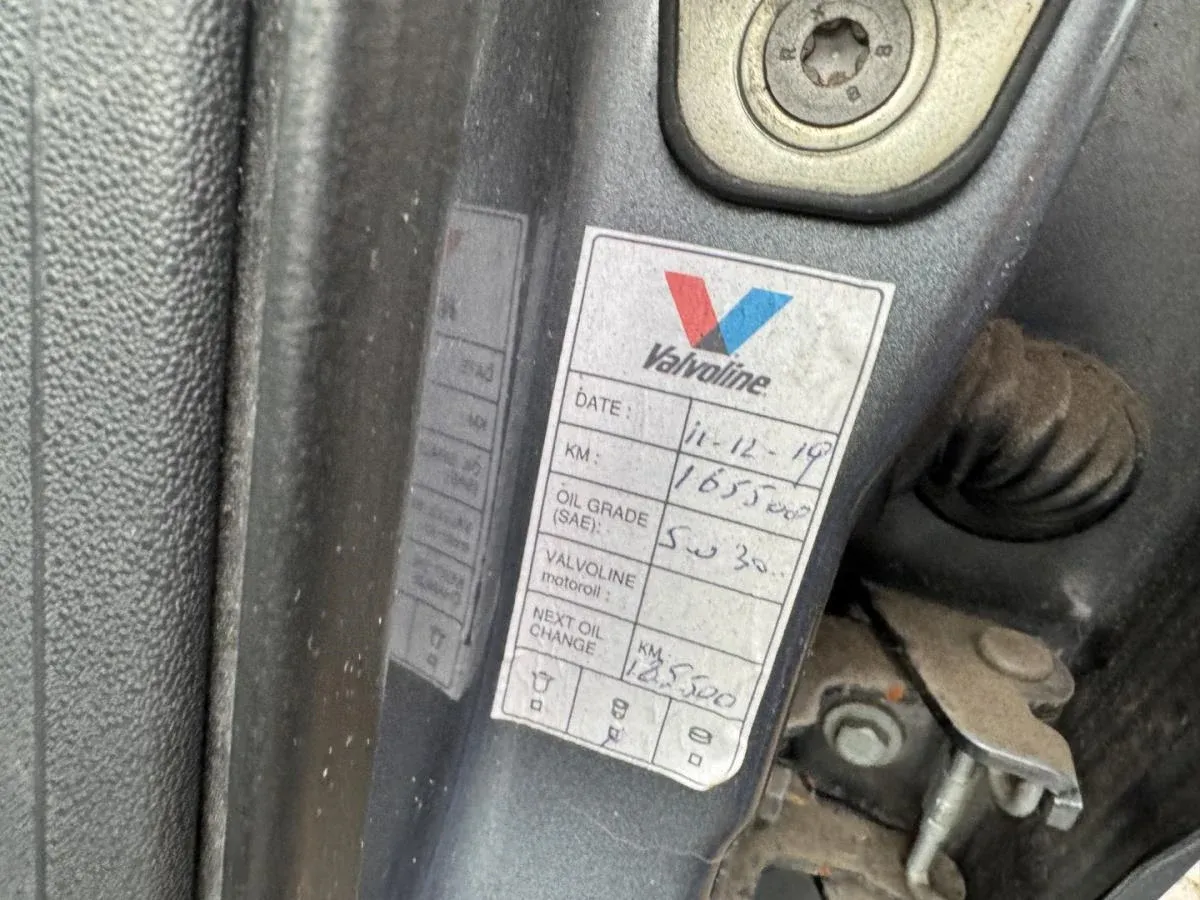 R B B
Valvoline
DATE : 11-12-19
KM : 165500
OIL GRADE
(SAE): 5w30
VALVOLINE
motoroil :
NEXT OIL
CHANGE
KM :
185500